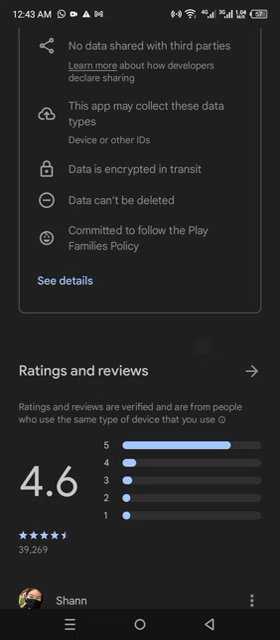 12:43 AM
4G 3G 1.04
No data shared with third parties
Learn more about how developers
declare sharing
This app may collect these data
types
Device or other IDs
Data is encrypted in transit
Data can't be deleted
Committed to follow the Play
Families Policy
See details
Ratings and reviews
Ratings and reviews are verified and are from people
who use the same type of device that you use
5
4
4.6
3
2
1
39,269
Shann